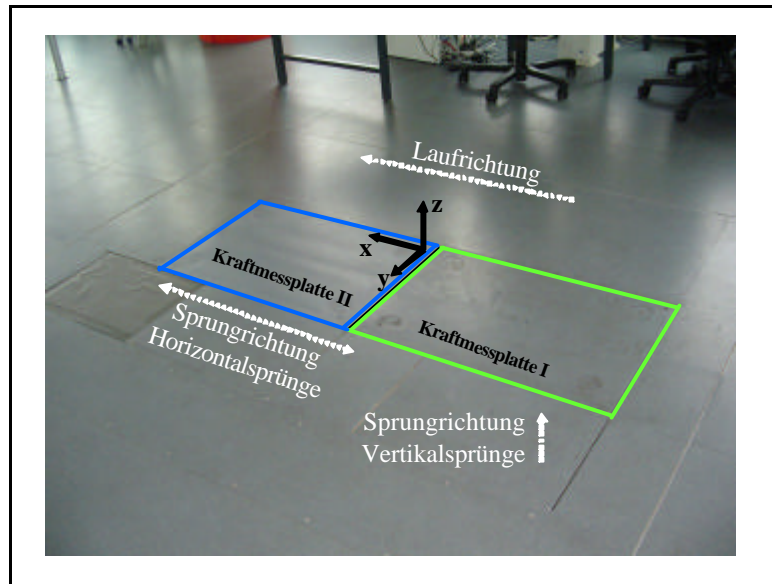 Laufrichtung
z
x
y
Kraftmessplatte II
Sprungrichtung
Horizontalsprünge
Kraftmessplatte I
Sprungrichtung
Vertikalsprünge